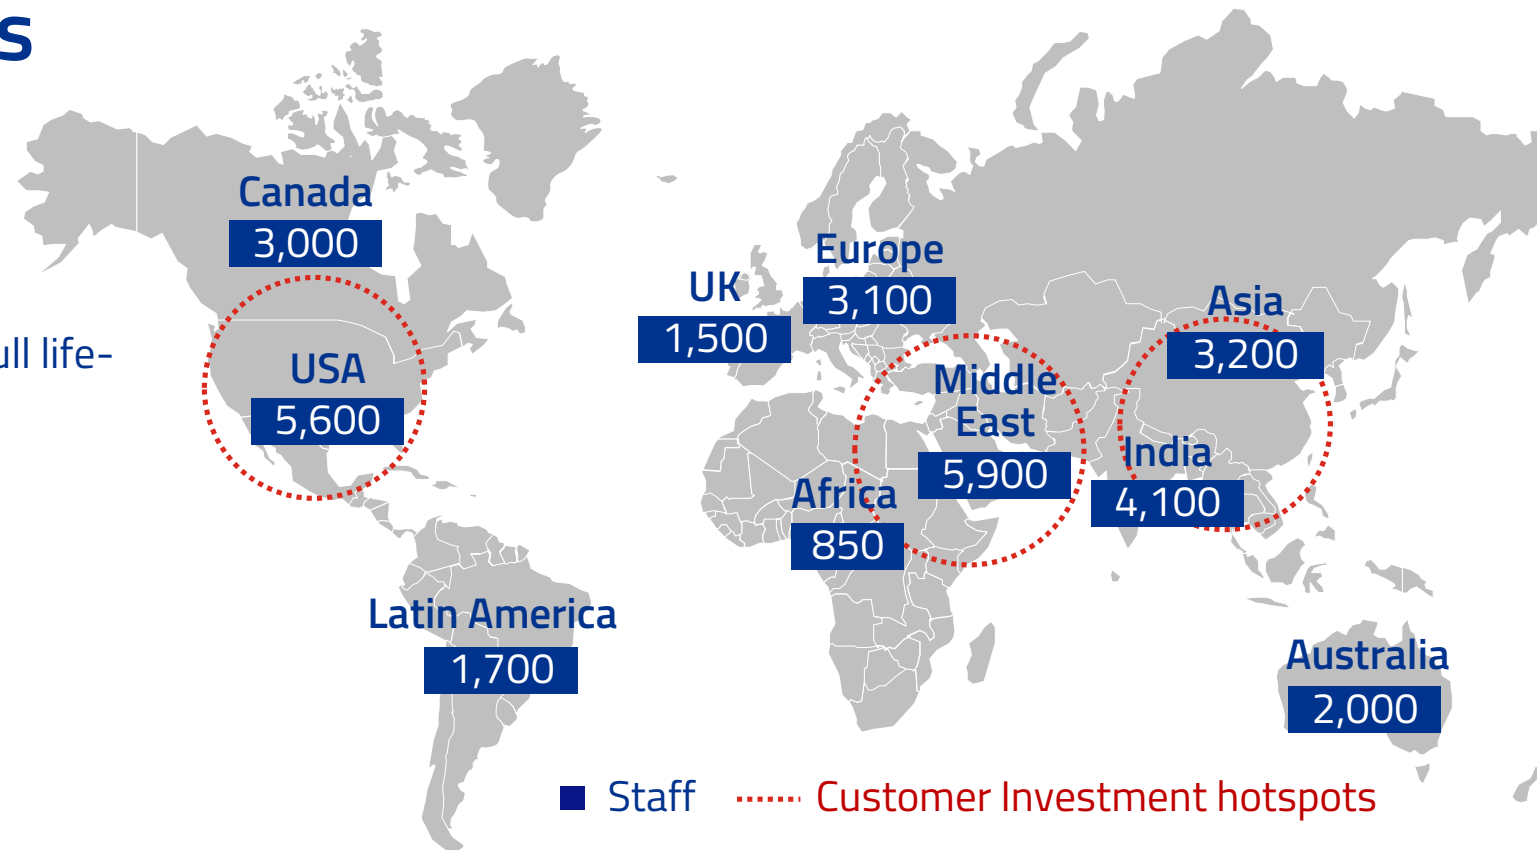 s
ull life-
Canada
3,000
USA
5,600
Latin America
1,700
UK
1,500
Europe
3,100
Middle
East
5,900
Africa
850
Asia
3,200
India
4,100
Australia
2,000
Staff
Customer Investment hotspots